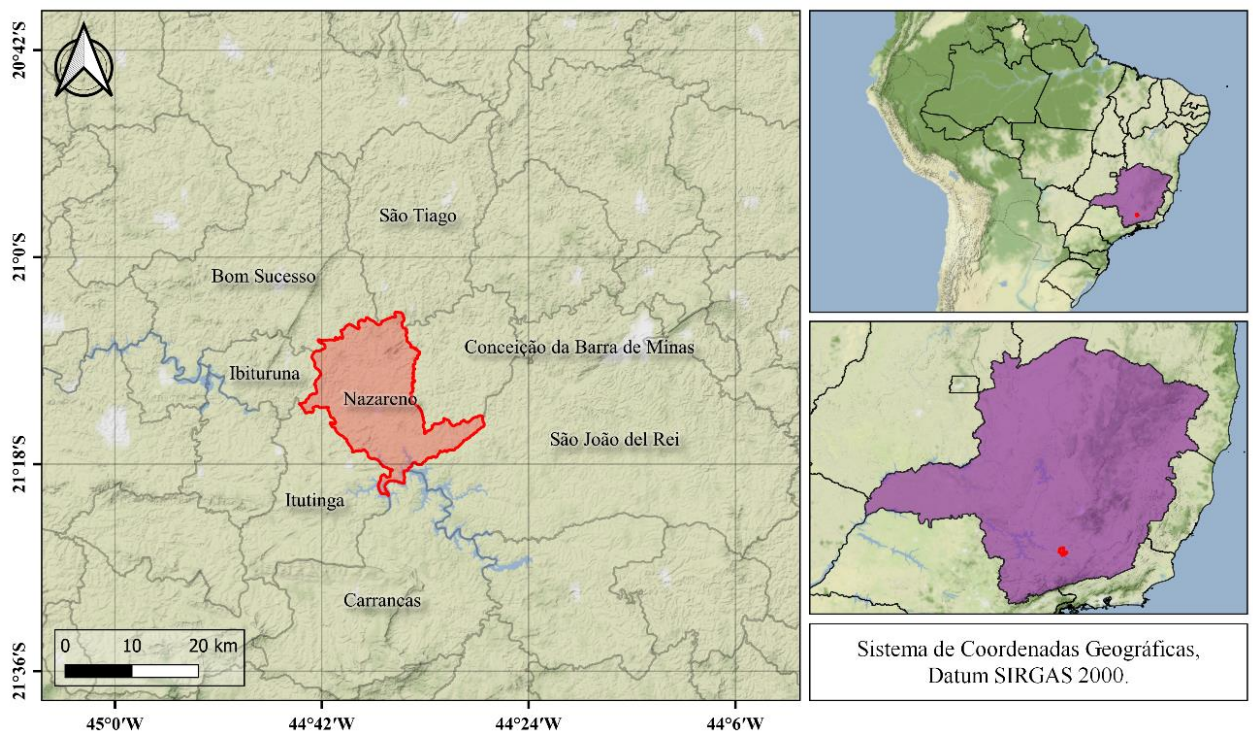 20°42'S
São Tiago
21°0'S
Bom Sucesso
Conceição da Barra de Minas
Ibituruna
Nazareno
São João del Rei
21°18'S
Itutinga
Carrancas
0 10 20 km
21°36'S
45°0'W 44°42'W 44°24'W 44°6'W
Sistema de Coordenadas Geográficas,
Datum SIRGAS 2000.